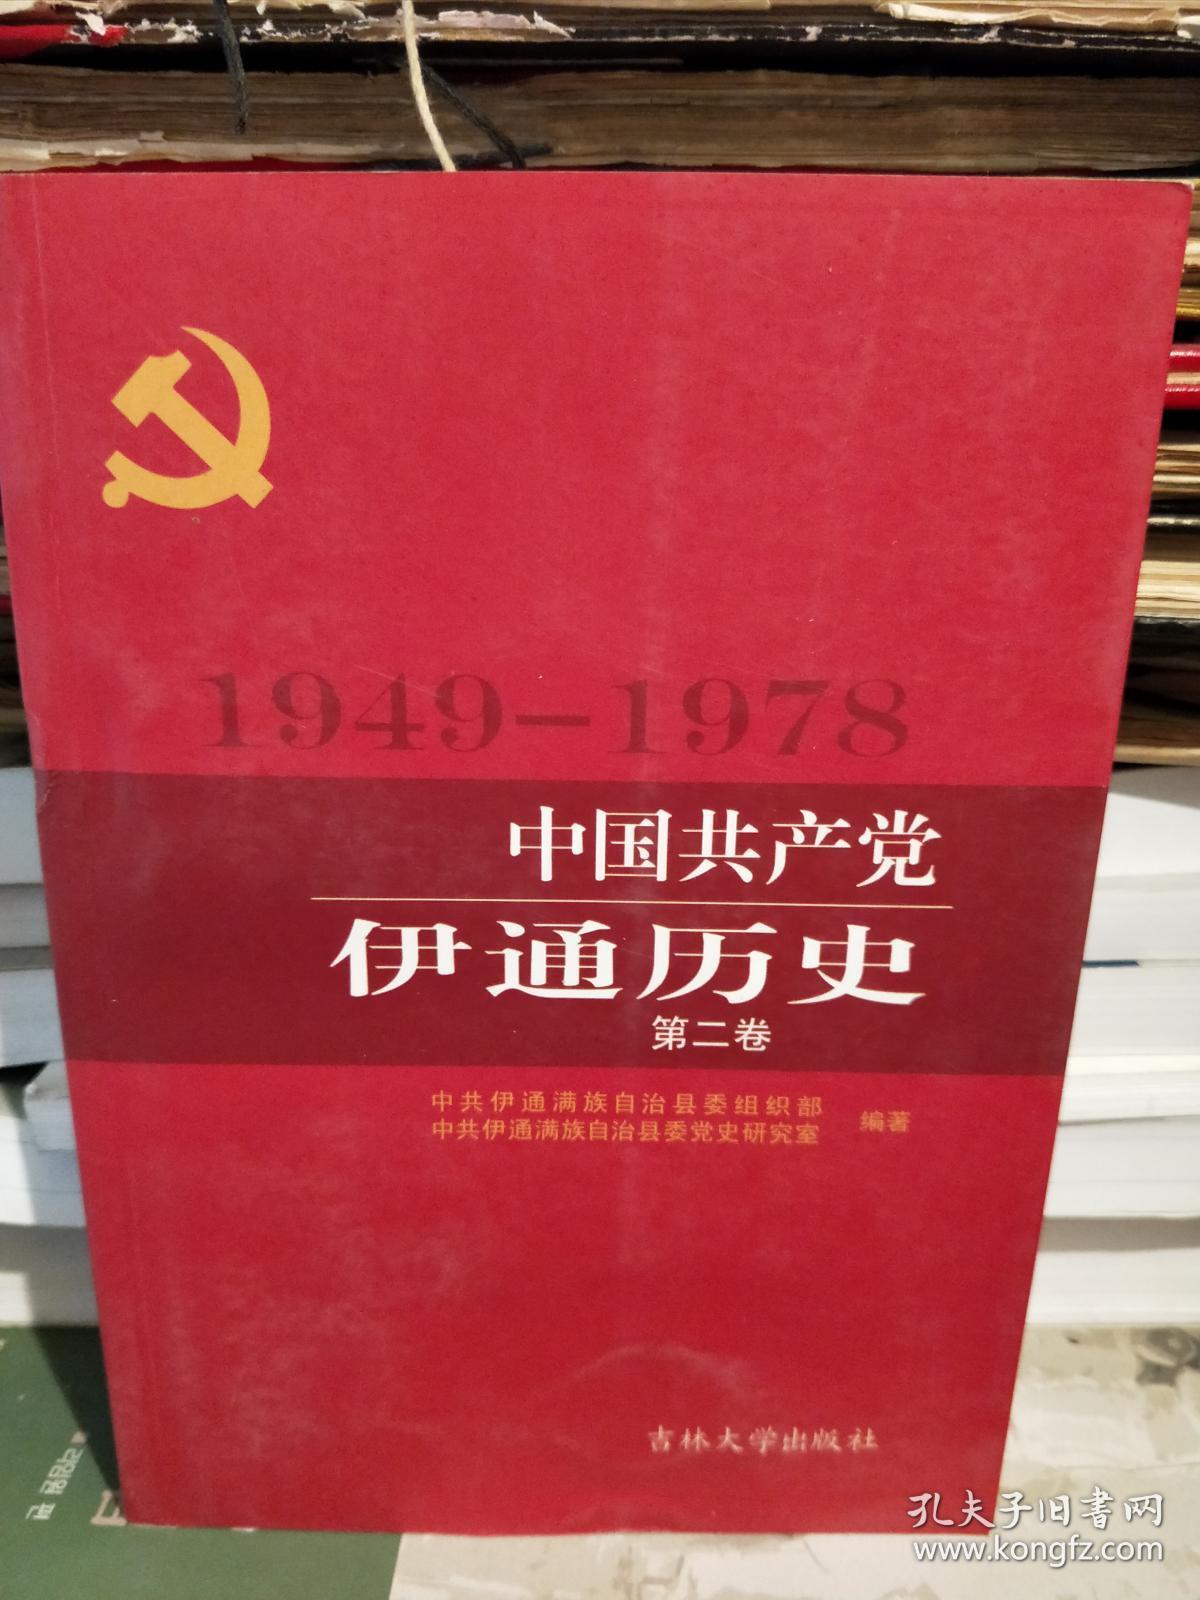 1949-1978
中国共产党
伊通历史
第二卷
中共伊通满族自治县委组织部
中共伊通满族自治县委党史研究室
编著
吉林大学出版社
孔夫子旧书网
www.kongfz.com